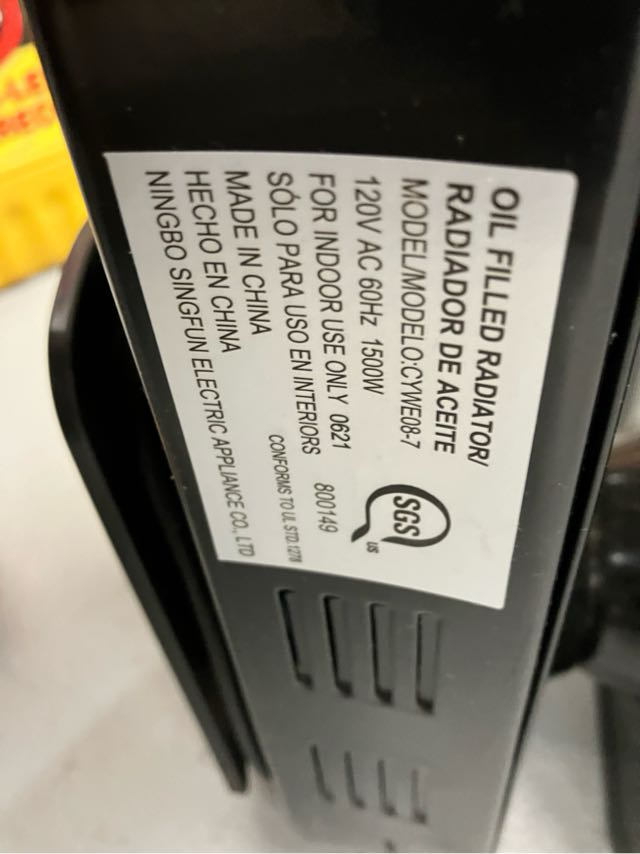 OIL FILLED RADIATOR/
RADIADOR DE ACEITE
MODEL/MODELO:CYWE08-7
120V AC 60Hz 1500W
FOR INDOOR USE ONLY 0621
SÓLO PARA USO EN INTERIORS 800149
MADE IN CHINA
HECHO EN CHINA
NINGBO SINGFUN ELECTRIC APPLIANCE CO., LTD
SGS
US
CONFORMS TO UL STD.1278